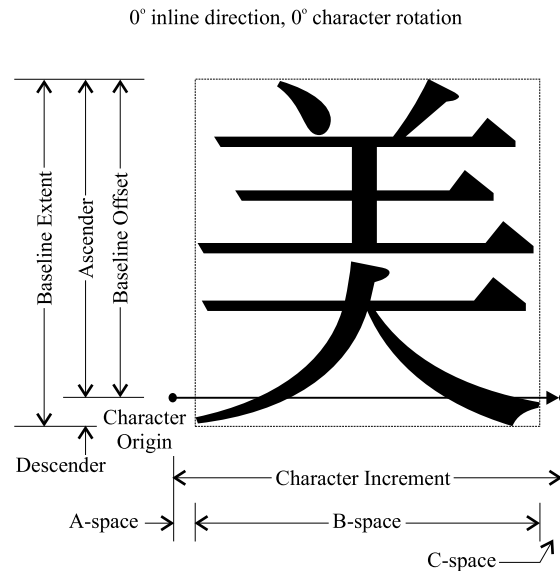 0° inline direction, 0° character rotation
美
Baseline Extent
Ascender
Baseline Offset
Character
Origin
Descender
Character Increment
A-space
B-space
C-space